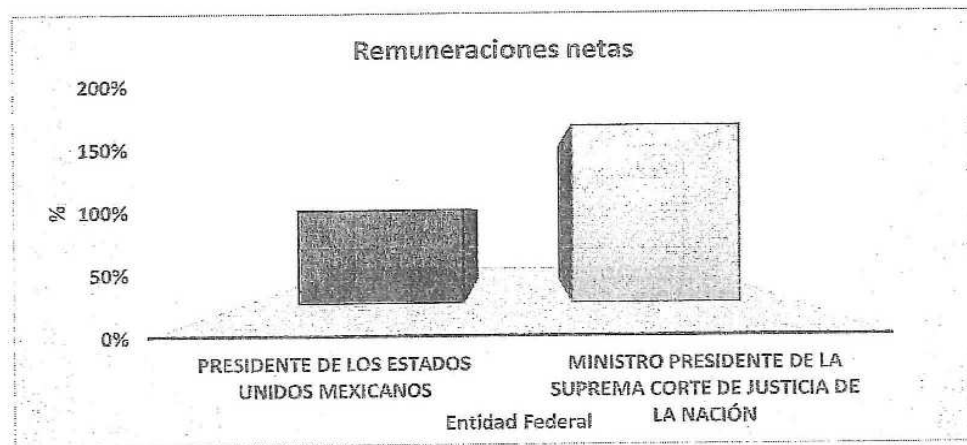 Remuneraciones netas
200%
150%
100%
50%
0%
%
PRESIDENTE DE LOS ESTADOS
UNIDOS MEXICANOS
MINISTRO PRESIDENTE DE LA
SUPREMA CORTE DE JUSTICIA DE
LA NACIÓN
Entidad Federal